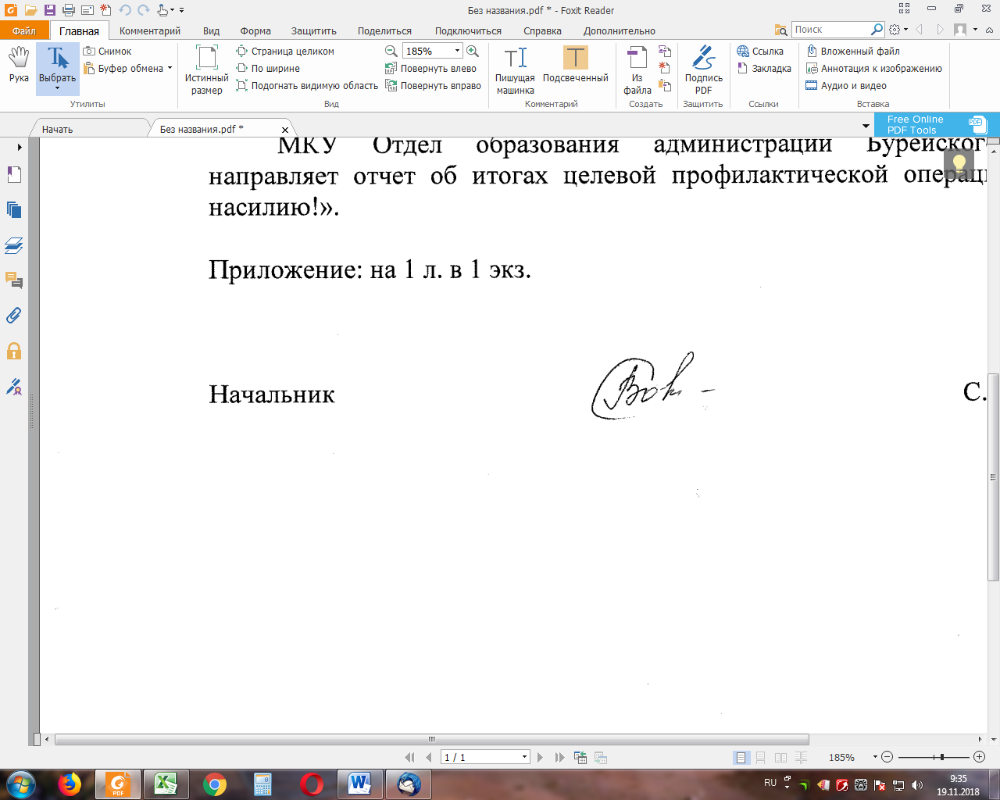 Без названия.pdf * - Foxit Reader
Файл Главная Комментарий Вид Форма Защитить Поделиться Подключиться Справка Дополнительно Поиск
Рука
Выбрать
Снимок
Буфер обмена
Утилиты
Истинный размер
Страница целиком
По ширине
Подогнать видимую область
185%
Повернуть влево
Повернуть вправо
Вид
Пишущая машинка
Подсвеченный
Комментарий
Из файла
Создать
Подпись PDF
Защитить
Ссылка
Закладка
Ссылки
Вложенный файл
Аннотация к изображению
Аудио и видео
Вставка
Начать
Без названия.pdf *
Free Online
PDF Tools
МКУ Отдел образования администрации Бурейског
направляет отчет об итогах целевой профилактической операц
насилию!».
Приложение: на 1 л. в 1 экз.
Начальник С.
1 / 1
185%
RU
9:35
19.11.2018